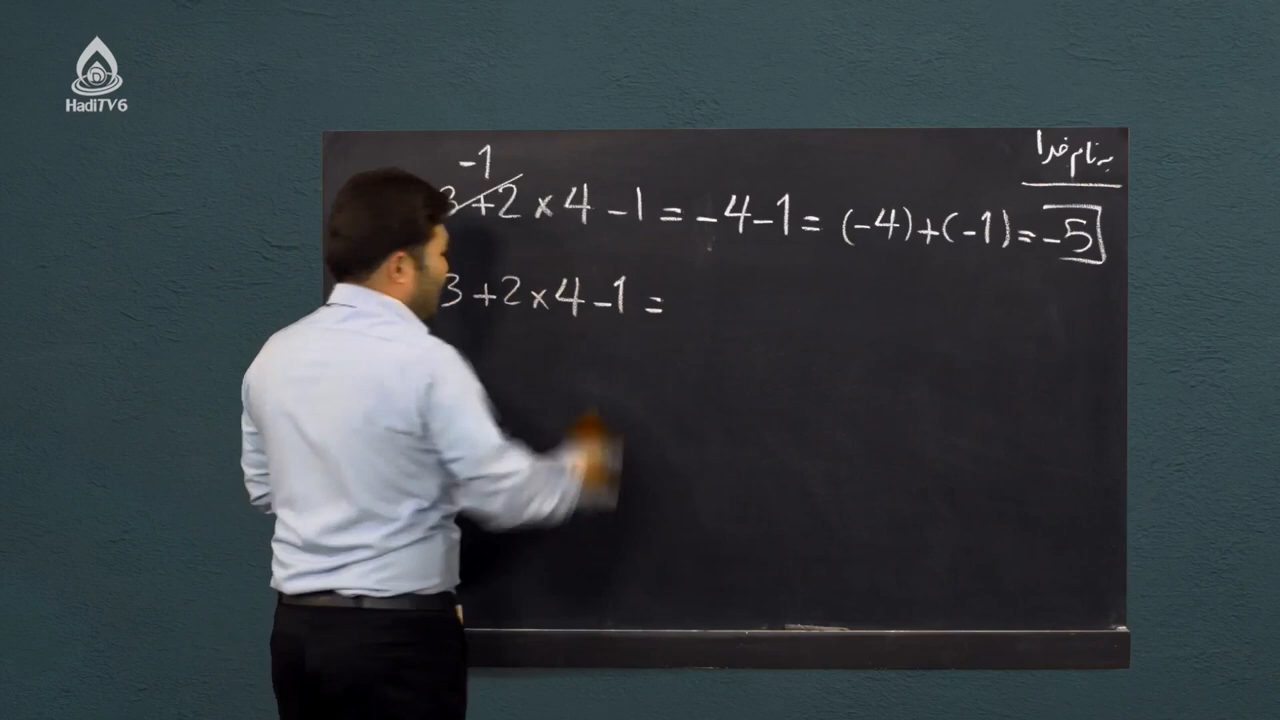 HadiTV6
به نام خدا
-1
3+2×4-1=-4-1=(-4)+(-1)=-5
3+2×4-1=